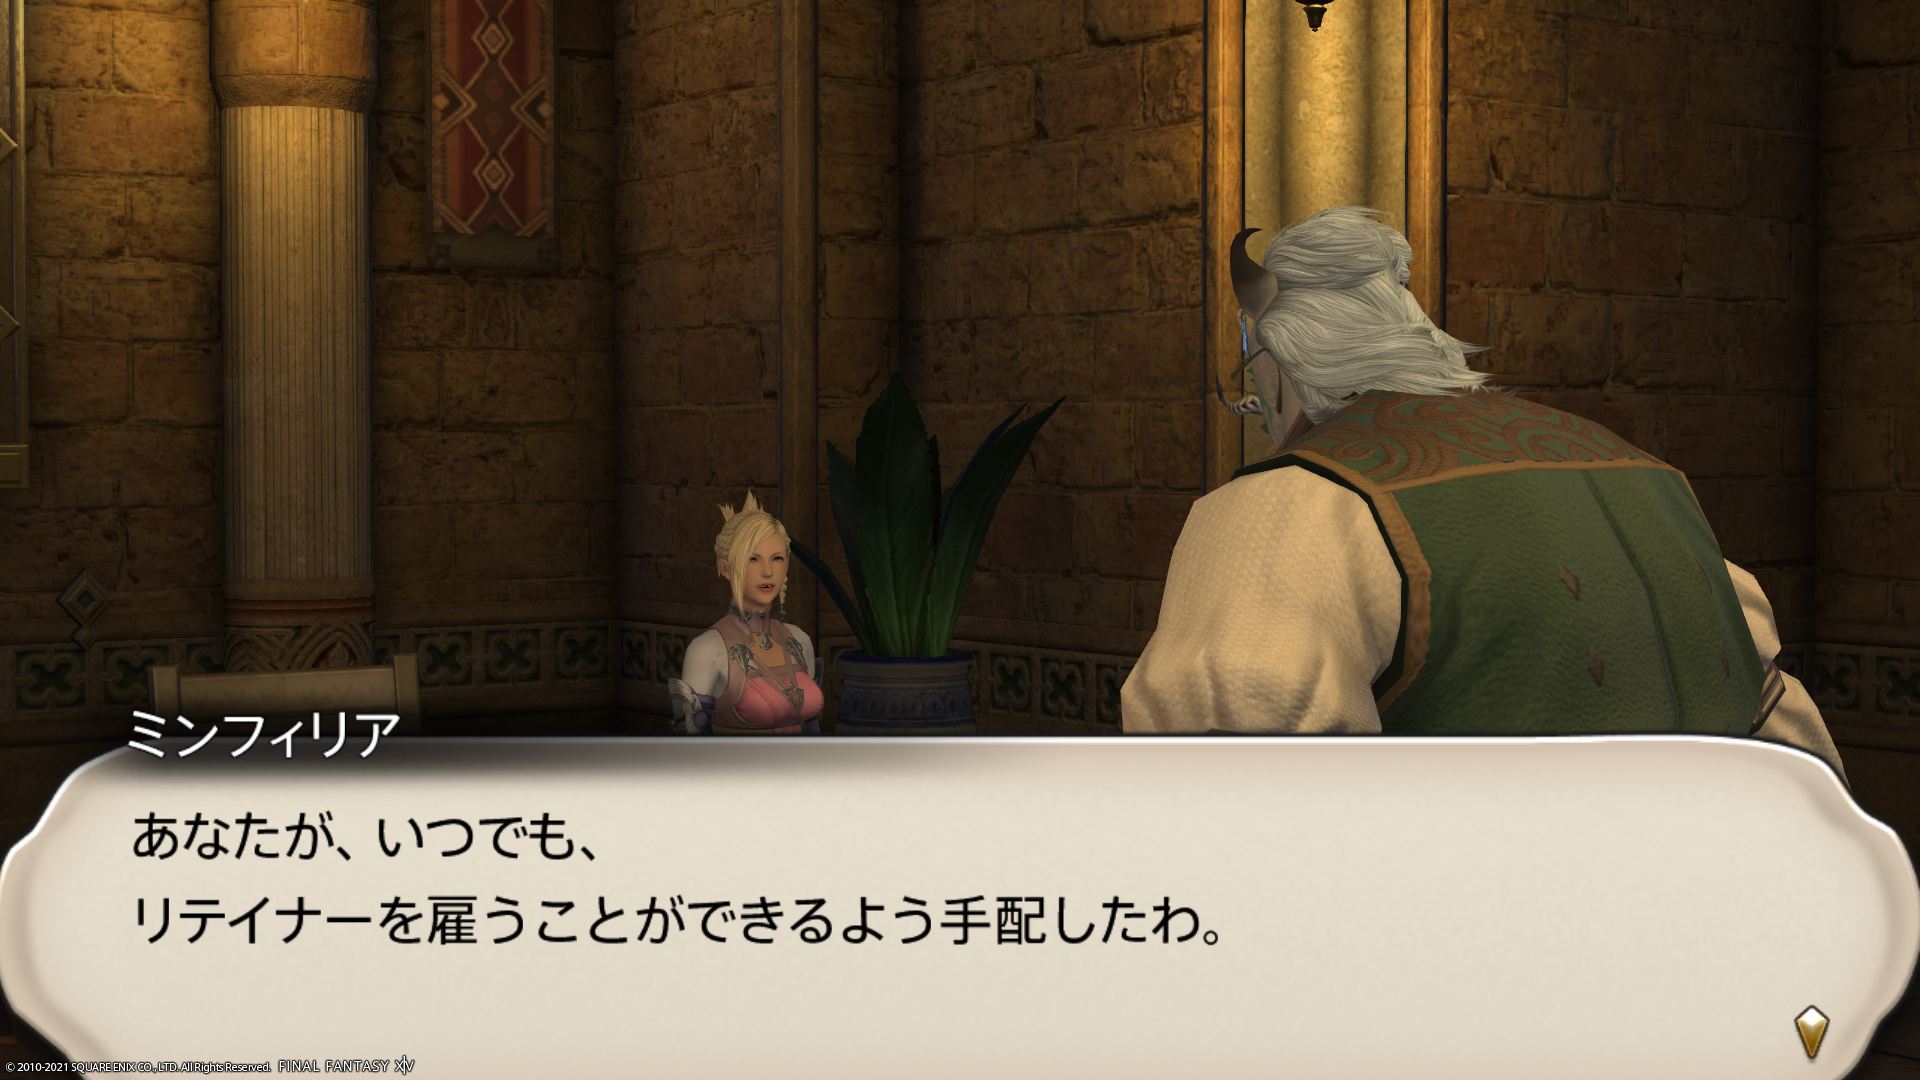 ミンフィリア
あなたが、いつでも、
リテイナーを雇うことができるよう手配したわ。
© 2010-2021 SQUARE ENIX CO., LTD. All Rights Reserved. FINAL FANTASY XIV